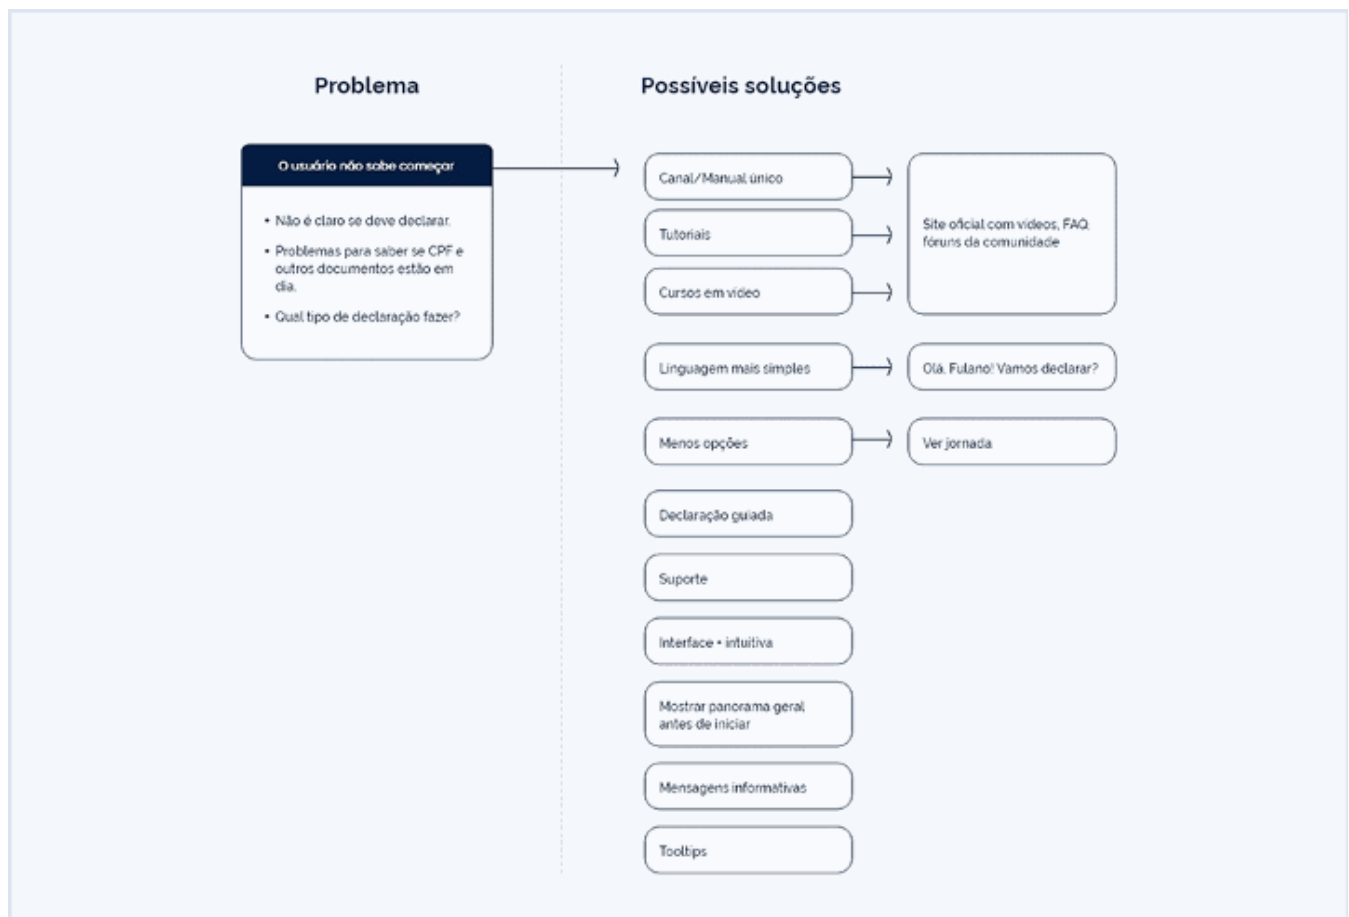 Problema
Possíveis soluções
O usuário não sabe começar
• Não é claro se deve declarar.
• Problemas para saber se CPF e
outros documentos estão em
dia.
• Qual tipo de declaração fazer?
Canal/Manual único
Tutoriais
Cursos em vídeo
Site oficial com vídeos, FAQ,
fóruns da comunidade
Linguagem mais simples
Olá, Fulano! Vamos declarar?
Menos opções
Ver jornada
Declaração guiada
Suporte
Interface + intuitiva
Mostrar panorama geral
antes de iniciar
Mensagens informativas
Tooltips